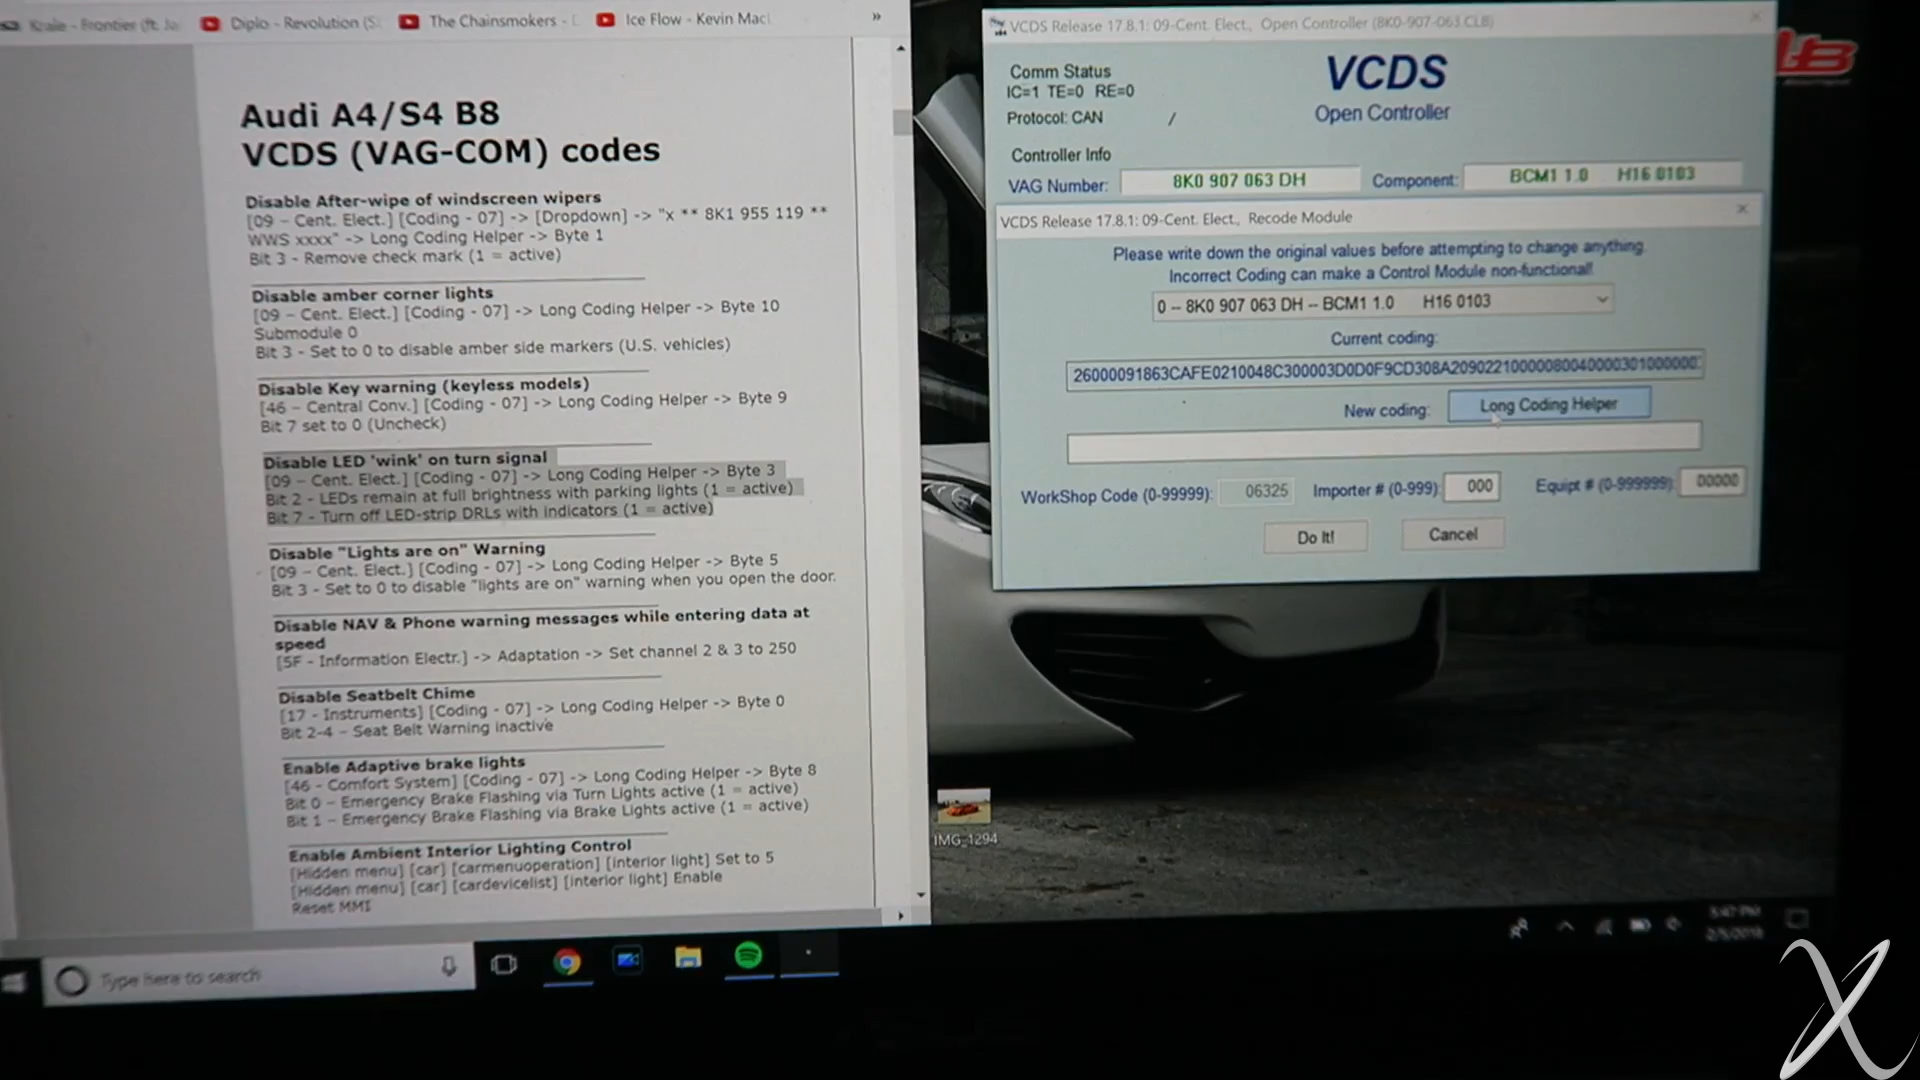 Krale - Frontier (ft. Ja
Diplo - Revolution (S
The Chainsmokers - D
Ice Flow - Kevin Macl
»
Audi A4/S4 B8
VCDS (VAG-COM) codes
Disable After-wipe of windscreen wipers
[09 – Cent. Elect.] [Coding - 07] -> [Dropdown] -> "x ** 8K1 955 119 **
WWS xxxx" -> Long Coding Helper -> Byte 1
Bit 3 - Remove check mark (1 = active)
Disable amber corner lights
[09 – Cent. Elect.] [Coding - 07] -> Long Coding Helper -> Byte 10
Submodule 0
Bit 3 - Set to 0 to disable amber side markers (U.S. vehicles)
Disable Key warning (keyless models)
[46 – Central Conv.] [Coding - 07] -> Long Coding Helper -> Byte 9
Bit 7 set to 0 (Uncheck)
Disable LED 'wink' on turn signal
[09 – Cent. Elect.] [Coding - 07] -> Long Coding Helper -> Byte 3
Bit 2 - LEDs remain at full brightness with parking lights (1 = active)
Bit 7 - Turn off LED-strip DRLs with indicators (1 = active)
Disable "Lights are on" Warning
[09 – Cent. Elect.] [Coding - 07] -> Long Coding Helper -> Byte 5
Bit 3 - Set to 0 to disable "lights are on" warning when you open the door.
Disable NAV & Phone warning messages while entering data at
speed
[5F - Information Electr.] -> Adaptation -> Set channel 2 & 3 to 250
Disable Seatbelt Chime
[17 - Instruments] [Coding - 07] -> Long Coding Helper -> Byte 0
Bit 2-4 – Seat Belt Warning inactive
Enable Adaptive brake lights
[46 - Comfort System] [Coding - 07] -> Long Coding Helper -> Byte 8
Bit 0 – Emergency Brake Flashing via Turn Lights active (1 = active)
Bit 1 – Emergency Brake Flashing via Brake Lights active (1 = active)
Enable Ambient Interior Lighting Control
[Hidden menu] [car] [carmenuoperation] [interior light] Set to 5
[Hidden menu] [car] [cardevicelist] [interior light] Enable
Reset MMI
VCDS Release 17.8.1: 09-Cent. Elect., Open Controller (8K0-907-063.CLB)
Comm Status
IC=1 TE=0 RE=0
Protocol: CAN
/
VCDS
Open Controller
Controller Info
VAG Number: 8K0 907 063 DH Component: BCM1 1.0 H16 0103
VCDS Release 17.8.1: 09-Cent. Elect., Recode Module
Please write down the original values before attempting to change anything.
Incorrect Coding can make a Control Module non-functional!
0 -- 8K0 907 063 DH -- BCM1 1.0 H16 0103
Current coding:
26000091863CAFE0210048C300003D0D0F9CD308A2090221000008004000030100000
New coding: Long Coding Helper
WorkShop Code (0-99999): 06325 Importer # (0-999): 000 Equipt # (0-999999): 00000
Do It!
Cancel
IMG_1294
Type here to search